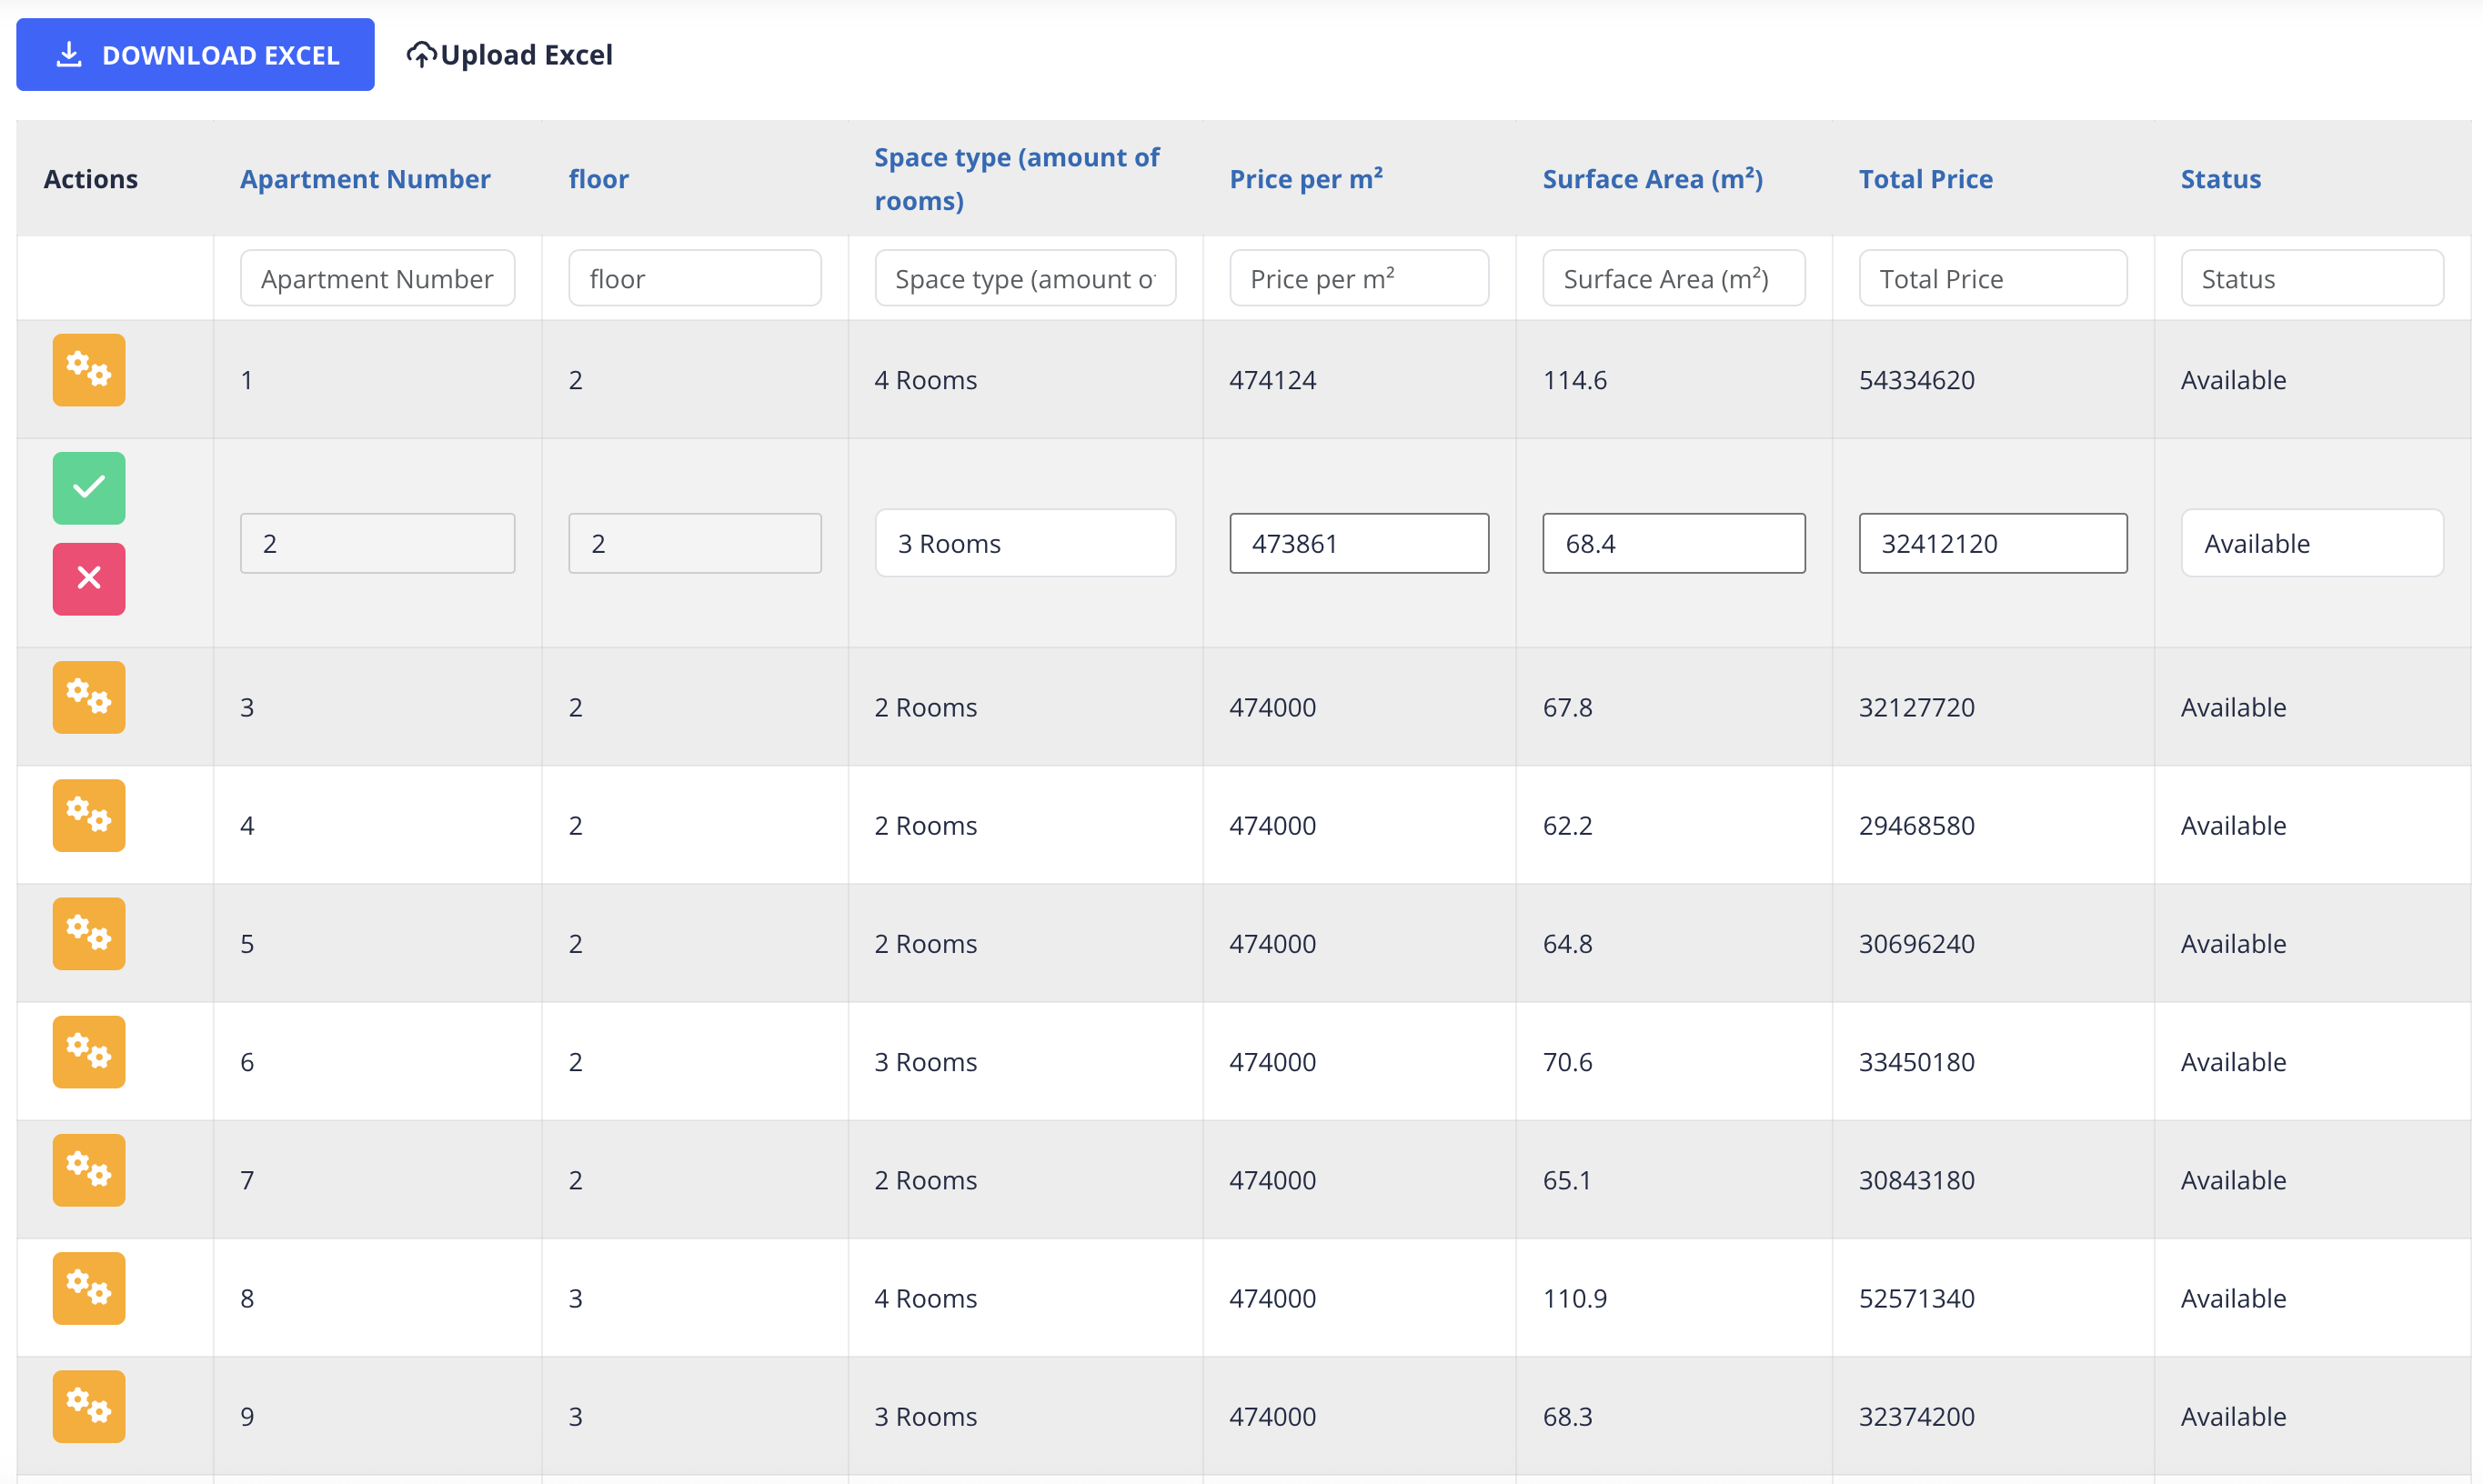 DOWNLOAD EXCEL Upload Excel
Actions Apartment Number floor Space type (amount of rooms) Price per m² Surface Area (m²) Total Price Status
Apartment Number floor Space type (amount o Price per m² Surface Area (m²) Total Price Status
1 2 4 Rooms 474124 114.6 54334620 Available
2 2 3 Rooms 473861 68.4 32412120 Available
3 2 2 Rooms 474000 67.8 32127720 Available
4 2 2 Rooms 474000 62.2 29468580 Available
5 2 2 Rooms 474000 64.8 30696240 Available
6 2 3 Rooms 474000 70.6 33450180 Available
7 2 2 Rooms 474000 65.1 30843180 Available
8 3 4 Rooms 474000 110.9 52571340 Available
9 3 3 Rooms 474000 68.3 32374200 Available